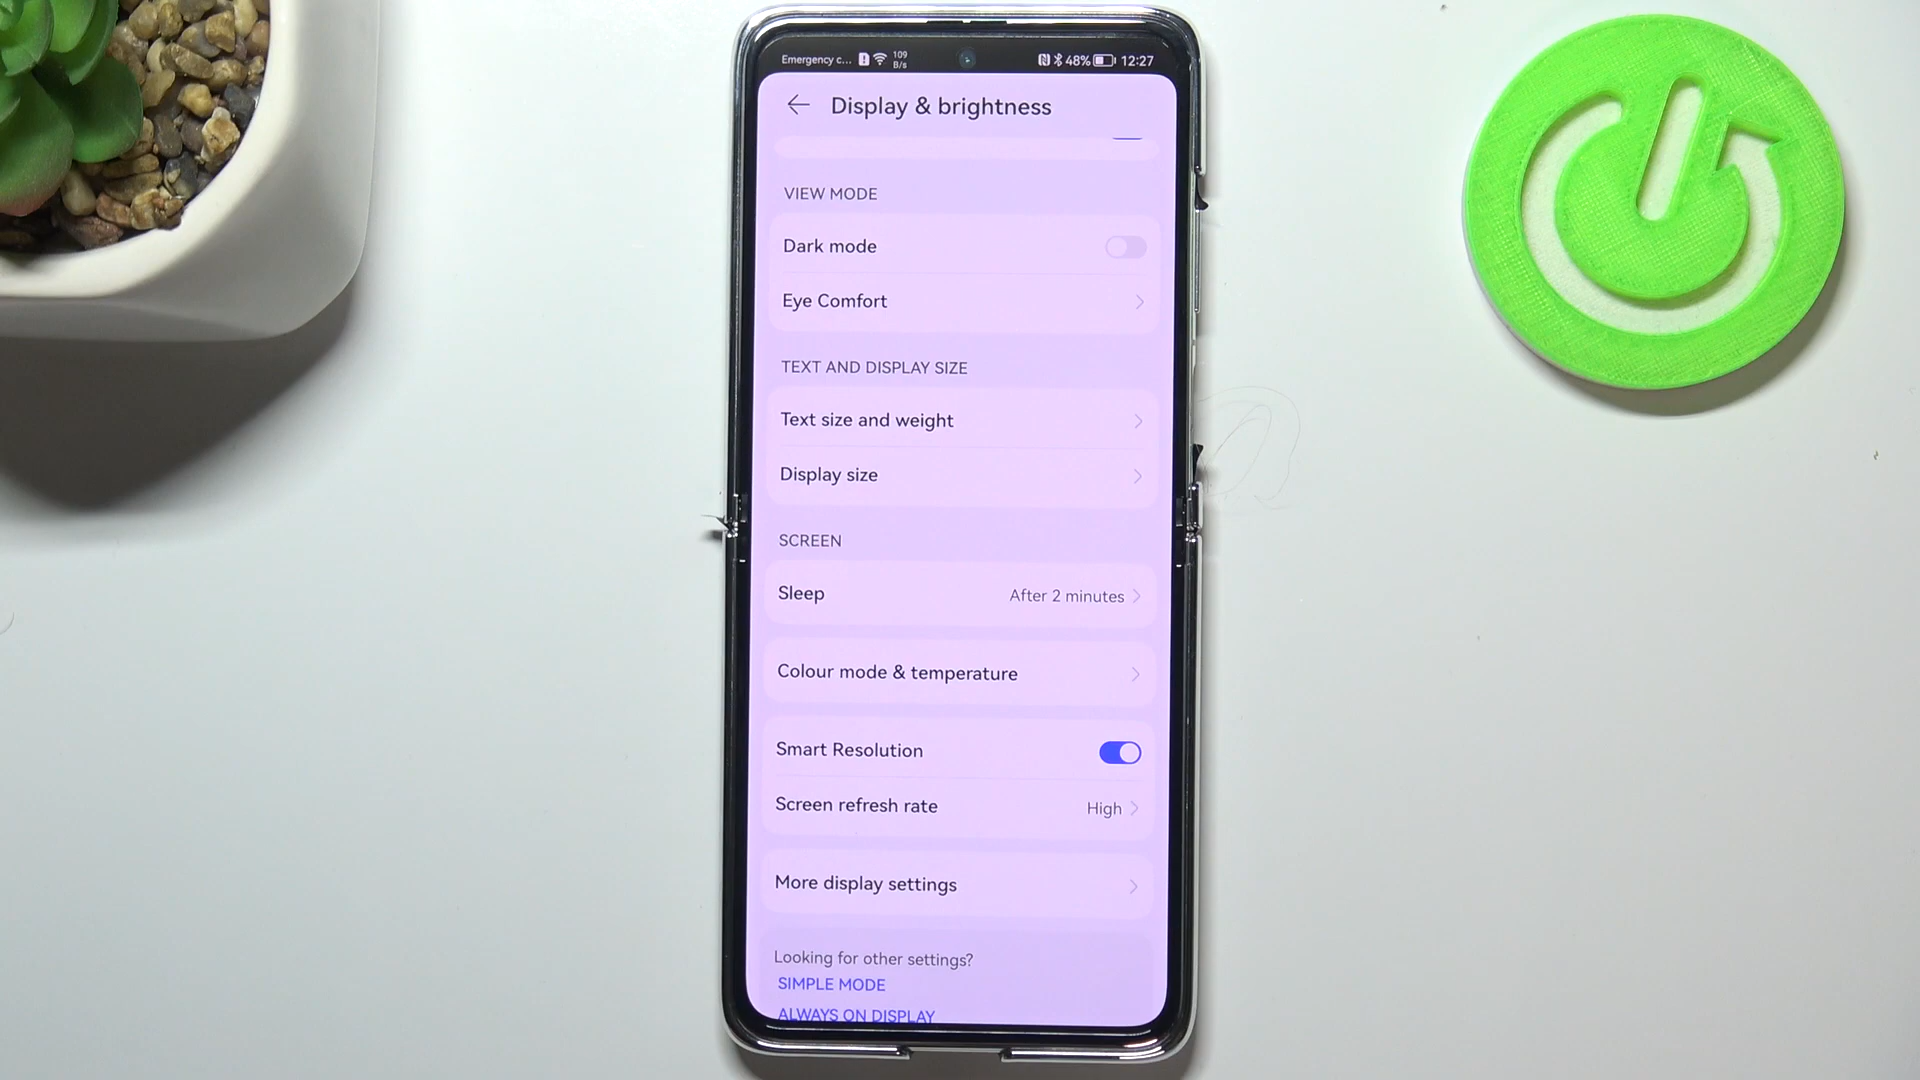 Emergency c... 109 B/s 48% 12:27
Display & brightness
VIEW MODE
Dark mode
Eye Comfort
TEXT AND DISPLAY SIZE
Text size and weight
Display size
SCREEN
Sleep After 2 minutes
Colour mode & temperature
Smart Resolution
Screen refresh rate High
More display settings
Looking for other settings?
SIMPLE MODE
ALWAYS ON DISPLAY